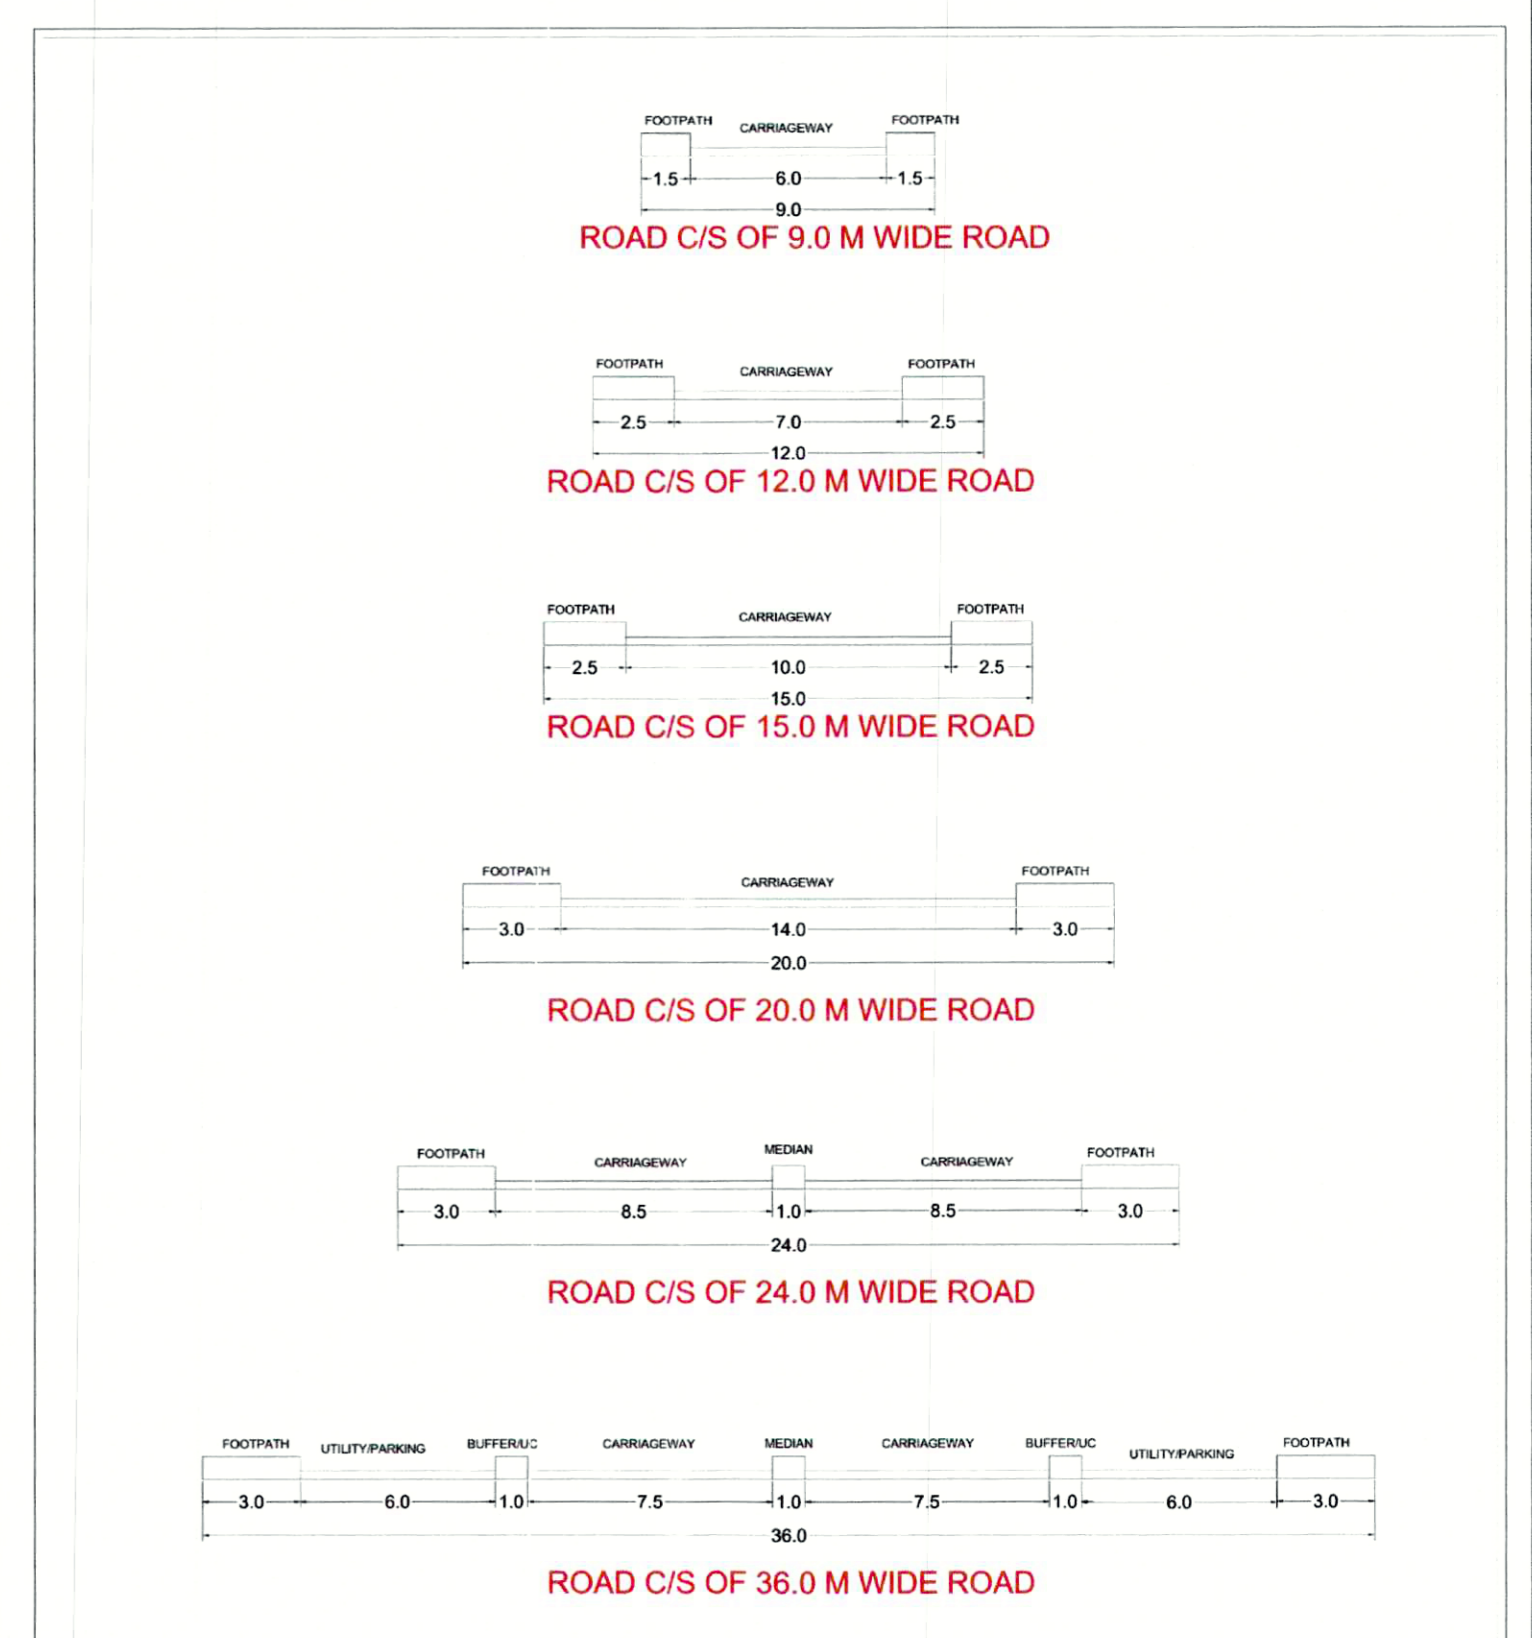 FOOTPATH CARRIAGEWAY FOOTPATH
1.5 6.0 1.5
9.0
ROAD C/S OF 9.0 M WIDE ROAD
FOOTPATH CARRIAGEWAY FOOTPATH
2.5 7.0 2.5
12.0
ROAD C/S OF 12.0 M WIDE ROAD
FOOTPATH CARRIAGEWAY FOOTPATH
2.5 10.0 2.5
15.0
ROAD C/S OF 15.0 M WIDE ROAD
FOOTPATH CARRIAGEWAY FOOTPATH
3.0 14.0 3.0
20.0
ROAD C/S OF 20.0 M WIDE ROAD
FOOTPATH CARRIAGEWAY MEDIAN CARRIAGEWAY FOOTPATH
3.0 8.5 1.0 8.5 3.0
24.0
ROAD C/S OF 24.0 M WIDE ROAD
FOOTPATH UTILITY/PARKING BUFFER/UC CARRIAGEWAY MEDIAN CARRIAGEWAY BUFFER/UC UTILITY/PARKING FOOTPATH
3.0 6.0 1.0 7.5 1.0 7.5 1.0 6.0 3.0
36.0
ROAD C/S OF 36.0 M WIDE ROAD